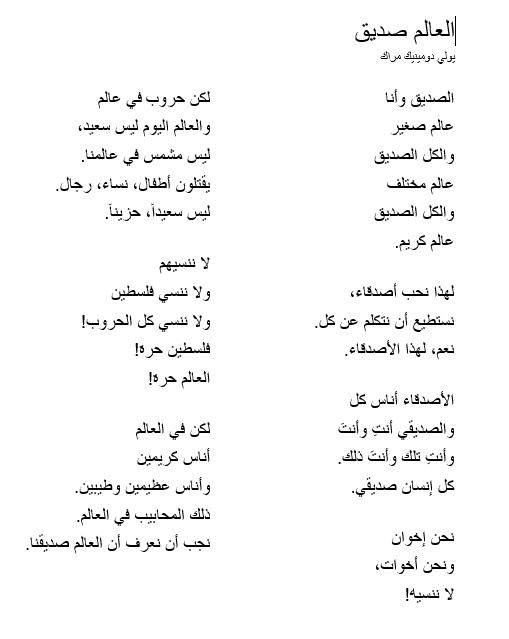 العالم صديق
يولي دومينيك مراك
الصديق وأنا
عالم صغير
والكل الصديق
عالم مختلف
والكل الصديق
عالم كريم.
لهذا نحب أصدقاء،
نستطيع أن نتكلم عن كل.
نعم، لهذا الأصدقاء.
الأصدقاء أناس كل
والصديقي أنتِ وأنتَ
وأنتِ تلك وأنتَ ذلك.
كل إنسان صديقي.
نحن إخوان
ونحن أخوات،
لا ننسيه!
لكن حروب في عالم
والعالم اليوم ليس سعيد،
ليس مشمس في عالمنا.
يقتلون أطفال، نساء، رجال.
ليس سعيداً، حزيناً.
لا ننسيهم
ولا ننسي فلسطين
ولا ننسي كل الحروب!
فلسطين حرة!
العالم حرة!
لكن في العالم
أناس كريمين
وأناس عظيمين وطيبين.
ذلك المحابيب في العالم.
نجب أن نعرف أن العالم صديقنا.